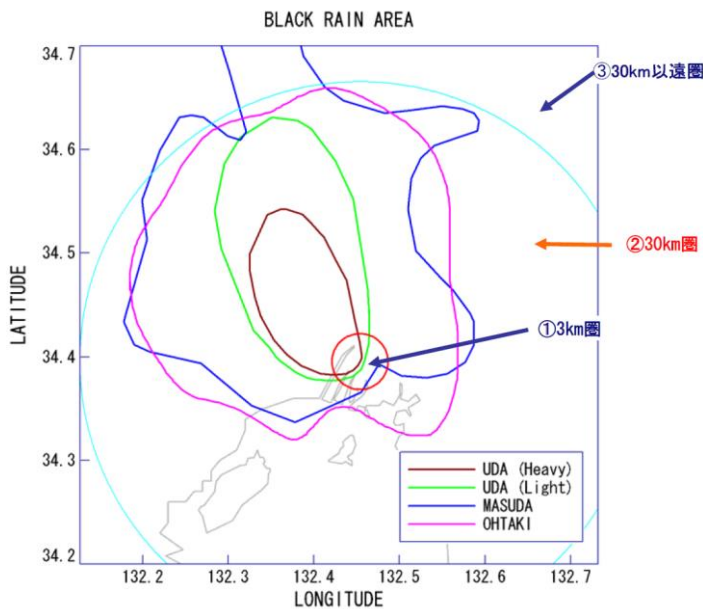 BLACK RAIN AREA
34.7
34.6
34.5
34.4
34.3
34.2
LATITUDE
132.2 132.3 132.4 132.5 132.6 132.7
LONGITUDE
③30km以遠圏
②30km圏
①3km圏
UDA (Heavy)
UDA (Light)
MASUDA
OHTAKI